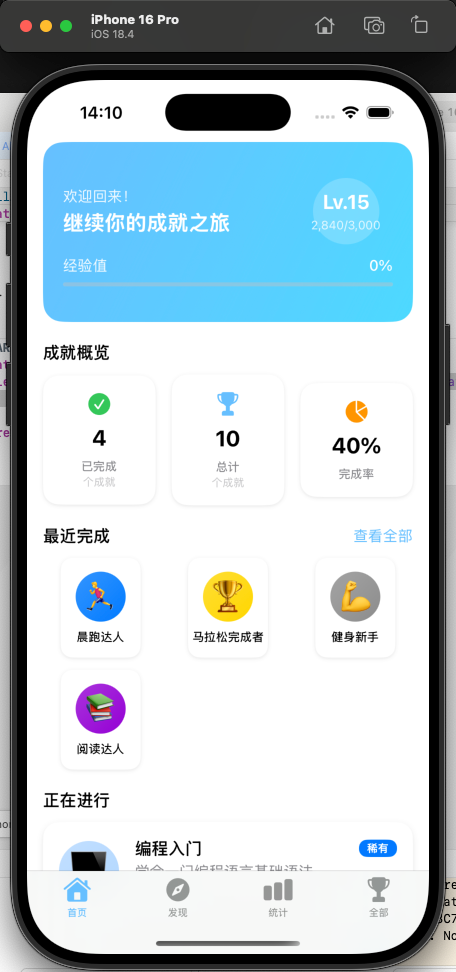 iPhone 16 Pro
iOS 18.4
14:10
欢迎回来！
继续你的成就之旅
Lv.15
2,840/3,000
经验值
0%
成就概览
4
已完成
个成就
10
总计
个成就
40%
完成率
最近完成
查看全部
晨跑达人
马拉松完成者
健身新手
阅读达人
正在进行
编程入门
稀有
学会一门编程语言基础语法
首页
发现
统计
全部